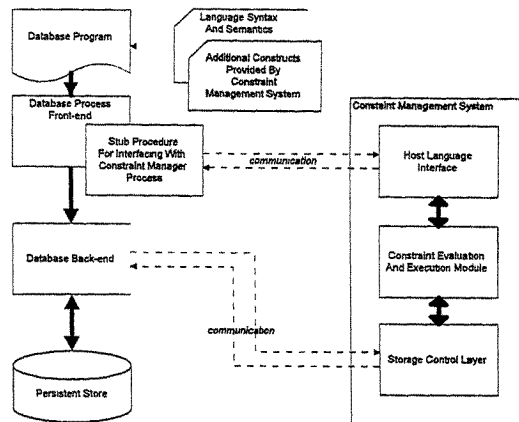 Language Syntax
And Semantics
Database Program
Additional Constructs
Provided By
Constraint
Management System
Database Process
Front-end
Constaint Management System
Stub Procedure
For Interfacing With
Constraint Manager
Process
communication
Host Language
Interface
Database Back-end
Constraint Evaluation
And Execution Module
communication
Storage Control Layer
Persistent Store